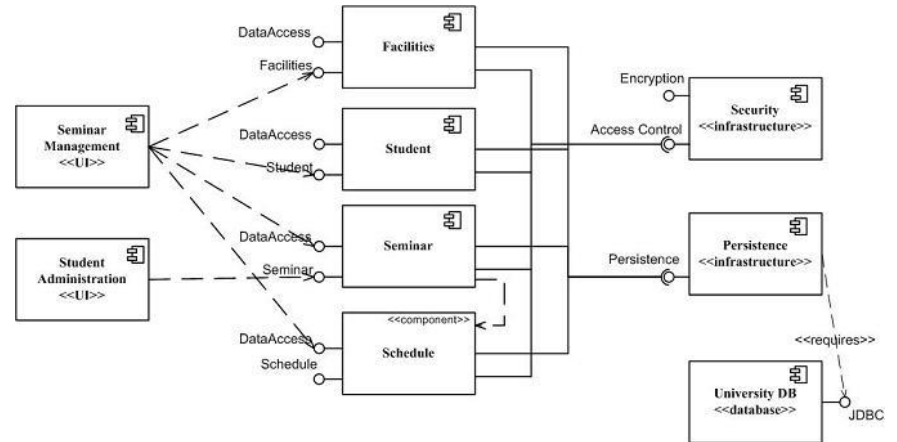 DataAccess
Facilities
Facilities
Encryption
Security
<<infrastructure>>
Access Control
Seminar
Management
<<UI>>
DataAccess
Student
Student
DataAccess
Seminar
Seminar
Persistence
Persistence
<<infrastructure>>
Student
Administration
<<UI>>
<<component>>
DataAccess
Schedule
Schedule
<<requires>>
University DB
<<database>>
JDBC